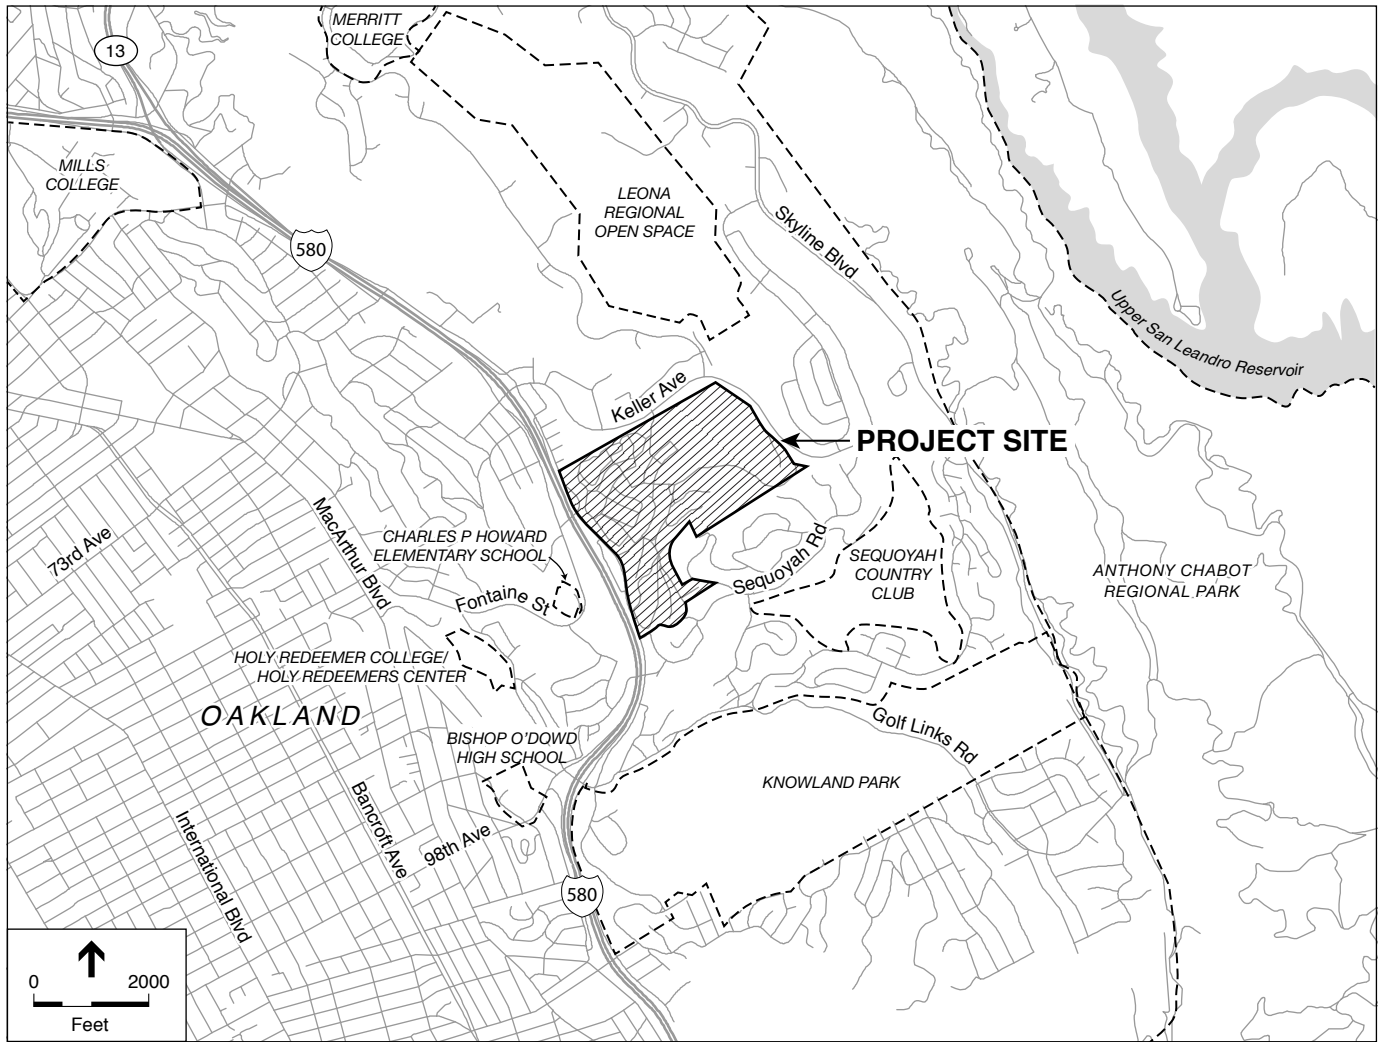 MERRITT
COLLEGE
13
MILLS
COLLEGE
LEONA
REGIONAL
OPEN SPACE
Skyline Blvd
580
Upper San Leandro Reservoir
Keller Ave
PROJECT SITE
73rd Ave
MacArthur Blvd
CHARLES P HOWARD
ELEMENTARY SCHOOL
Fontaine St
Sequoyah Rd
SEQUOYAH
COUNTRY
CLUB
ANTHONY CHABOT
REGIONAL PARK
HOLY REDEEMER COLLEGE/
HOLY REDEEMERS CENTER
OAKLAND
BISHOP O'DOWD
HIGH SCHOOL
Golf Links Rd
KNOWLAND PARK
International Blvd
Bancroft Ave
98th Ave
580
0 2000
Feet